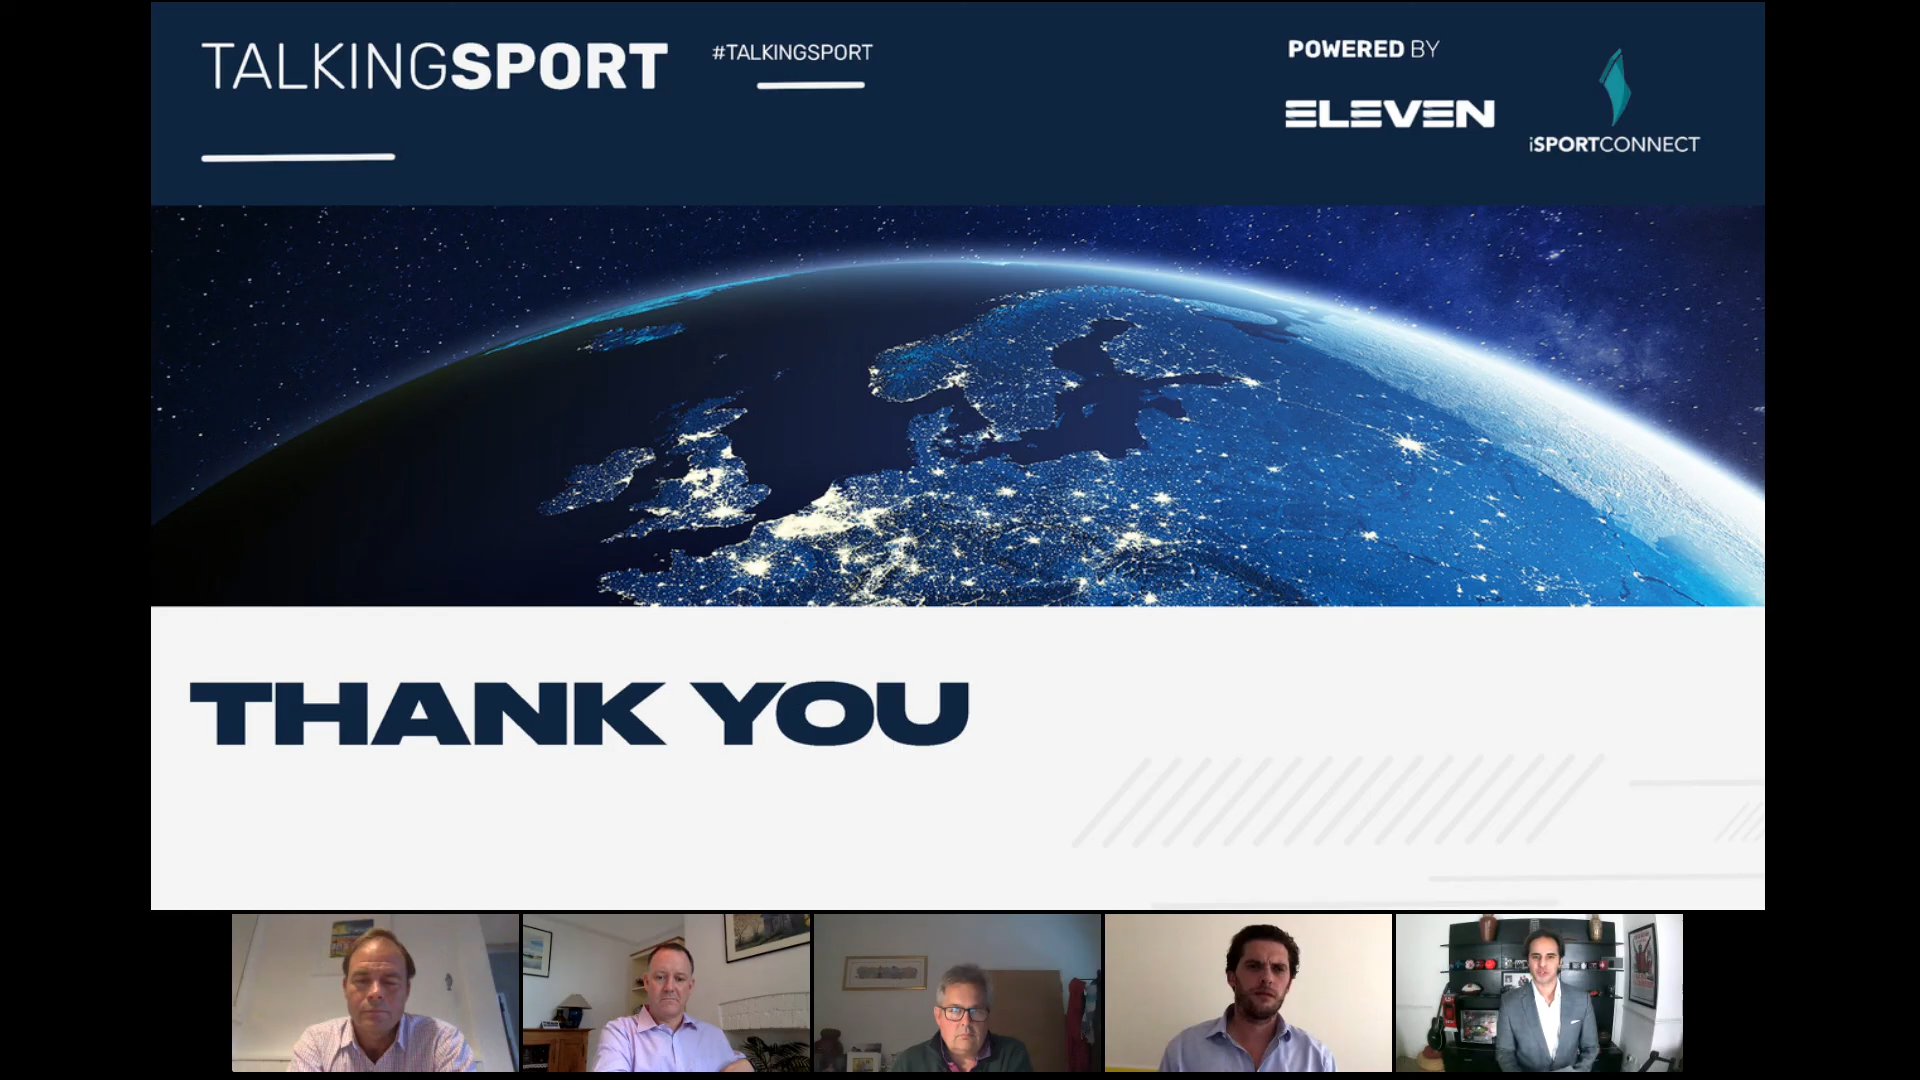 TALKINGSPORT
#TALKINGSPORT
POWERED BY
ELEVEN
iSPORTCONNECT
THANK YOU